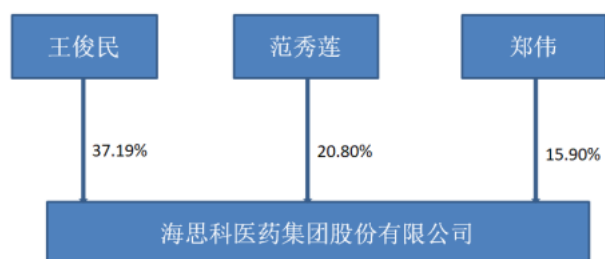 王俊民
范秀莲
郑伟
37.19%
20.80%
15.90%
海思科医药集团股份有限公司